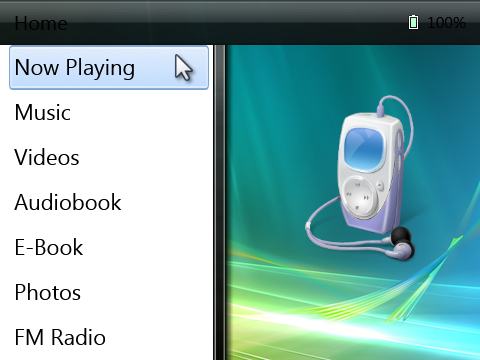 Home
100%
Now Playing
Music
Videos
Audiobook
E-Book
Photos
FM Radio